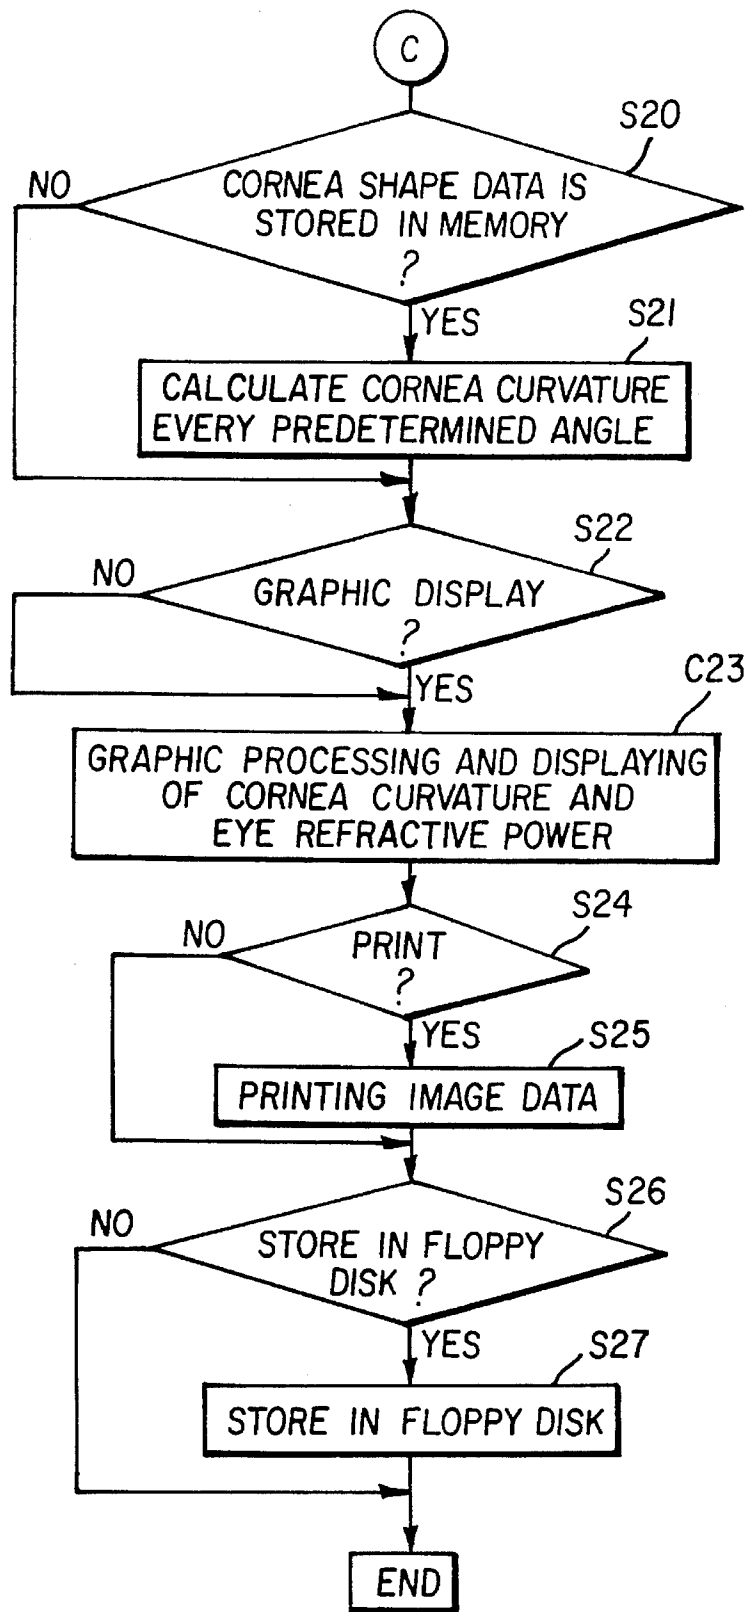 C
S20
NO
CORNEA SHAPE DATA IS
STORED IN MEMORY
?
YES
S21
CALCULATE CORNEA CURVATURE
EVERY PREDETERMINED ANGLE
S22
NO
GRAPHIC DISPLAY
?
YES
C23
GRAPHIC PROCESSING AND DISPLAYING
OF CORNEA CURVATURE AND
EYE REFRACTIVE POWER
S24
NO
PRINT
?
YES
S25
PRINTING IMAGE DATA
S26
NO
STORE IN FLOPPY
DISK ?
YES
S27
STORE IN FLOPPY DISK
END